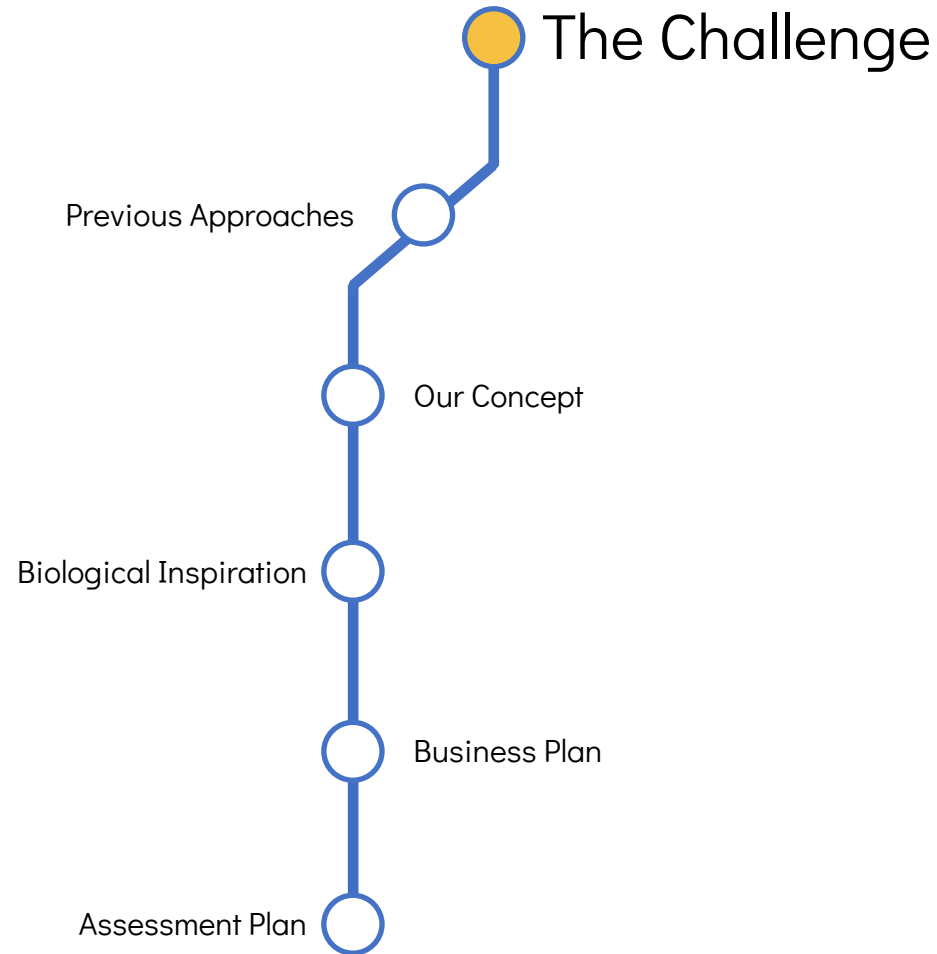 The Challenge
Previous Approaches
Our Concept
Biological Inspiration
Business Plan
Assessment Plan